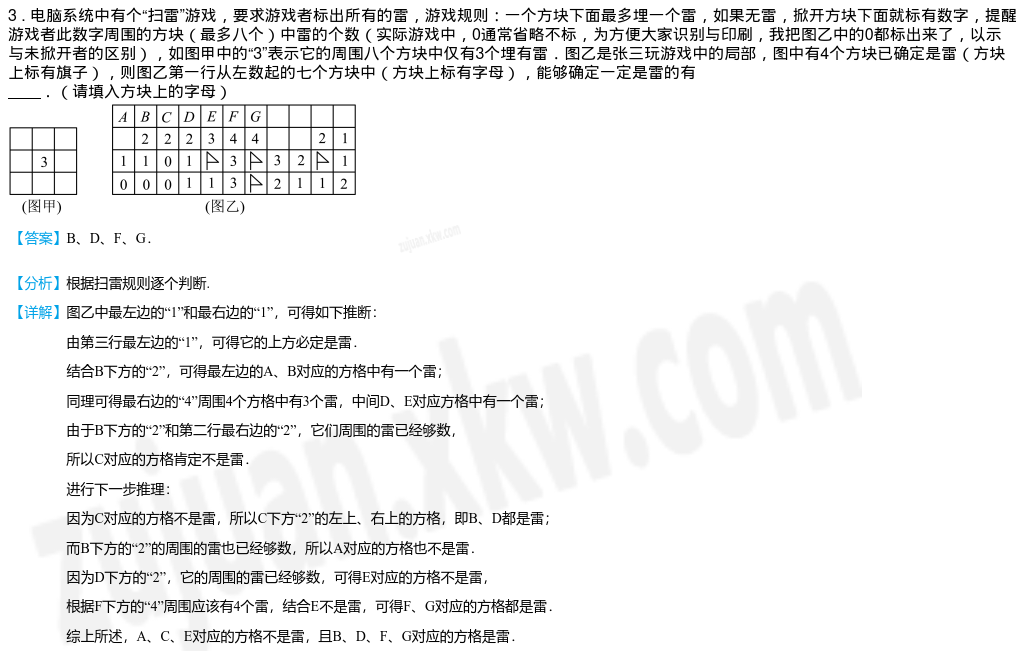 3．电脑系统中有个“扫雷”游戏，要求游戏者标出所有的雷，游戏规则：一个方块下面最多埋一个雷，如果无雷，掀开方块下面就标有数字，提醒
游戏者此数字周围的方块（最多八个）中雷的个数（实际游戏中，0通常省略不标，为方便大家识别与印刷，我把图乙中的0都标出来了，以示
与未掀开者的区别），如图甲中的“3”表示它的周围八个方块中仅有3个埋有雷．图乙是张三玩游戏中的局部，图中有4个方块已确定是雷（方块
上标有旗子），则图乙第一行从左数起的七个方块中（方块上标有字母），能够确定一定是雷的有
____．（请填入方块上的字母）
A B C D E F G
2 2 2 3 4 4 2 1
3
1 1 0 1 3 3 2 1
0 0 0 1 1 3 2 1 1 2
(图甲)
(图乙)
【答案】B、D、F、G．
【分析】根据扫雷规则逐个判断.
【详解】图乙中最左边的“1”和最右边的“1”，可得如下推断：
由第三行最左边的“1”，可得它的上方必定是雷．
结合B下方的“2”，可得最左边的A、B对应的方格中有一个雷；
同理可得最右边的“4”周围4个方格中有3个雷，中间D、E对应方格中有一个雷；
由于B下方的“2”和第二行最右边的“2”，它们周围的雷已经够数，
所以C对应的方格肯定不是雷．
进行下一步推理：
因为C对应的方格不是雷，所以C下方“2”的左上、右上的方格，即B、D都是雷；
而B下方的“2”的周围的雷也已经够数，所以A对应的方格也不是雷．
因为D下方的“2”，它的周围的雷已经够数，可得E对应的方格不是雷，
根据F下方的“4”周围应该有4个雷，结合E不是雷，可得F、G对应的方格都是雷．
综上所述，A、C、E对应的方格不是雷，且B、D、F、G对应的方格是雷．
zujuan.xkw.com
zujuan.xkw.com